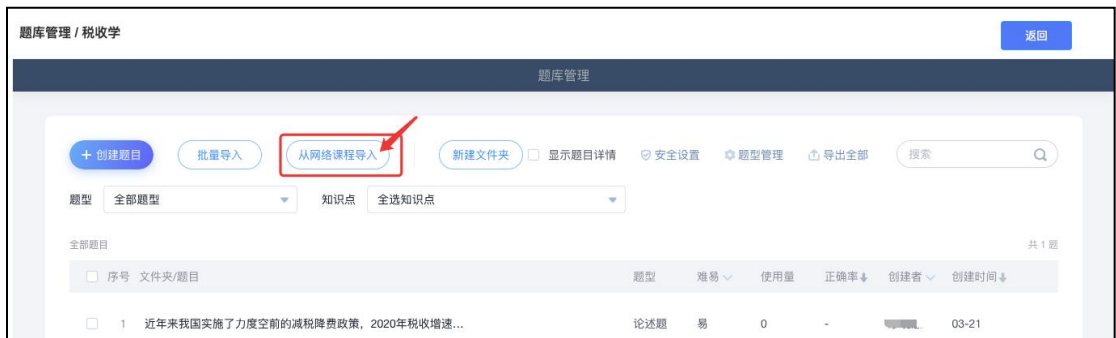 题库管理 / 税收学 返回
题库管理
+ 创建题目 批量导入 从网络课程导入 新建文件夹 显示题目详情 安全设置 题型管理 导出全部 搜索
题型 全部题型 知识点 全选知识点
全部题目 共 1 题
序号 文件夹/题目 题型 难易 使用量 正确率 创建者 创建时间
1 近年来我国实施了力度空前的减税降费政策，2020年税收增速... 论述题 易 0 - 03-21